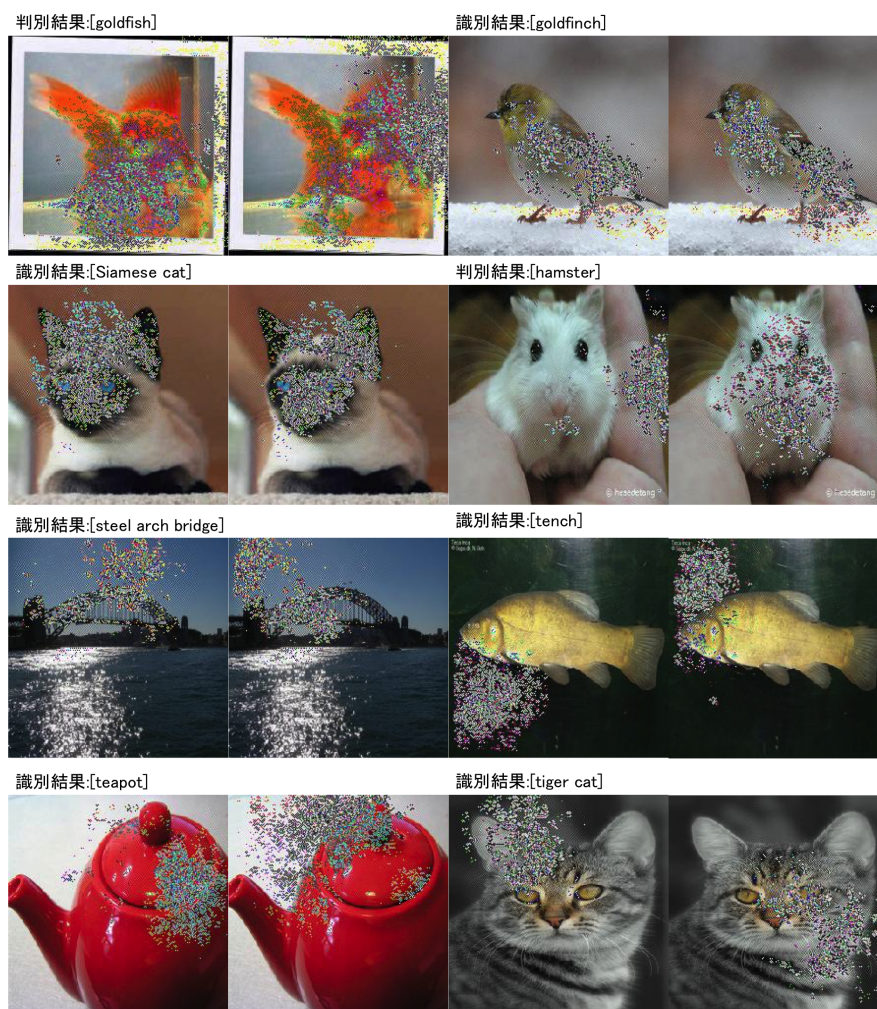 判別結果:[goldfish]
識別結果:[goldfinch]
識別結果:[Siamese cat]
判別結果:[hamster]
© hesedetang
© hesedetang
識別結果:[steel arch bridge]
識別結果:[tench]
識別結果:[teapot]
識別結果:[tiger cat]